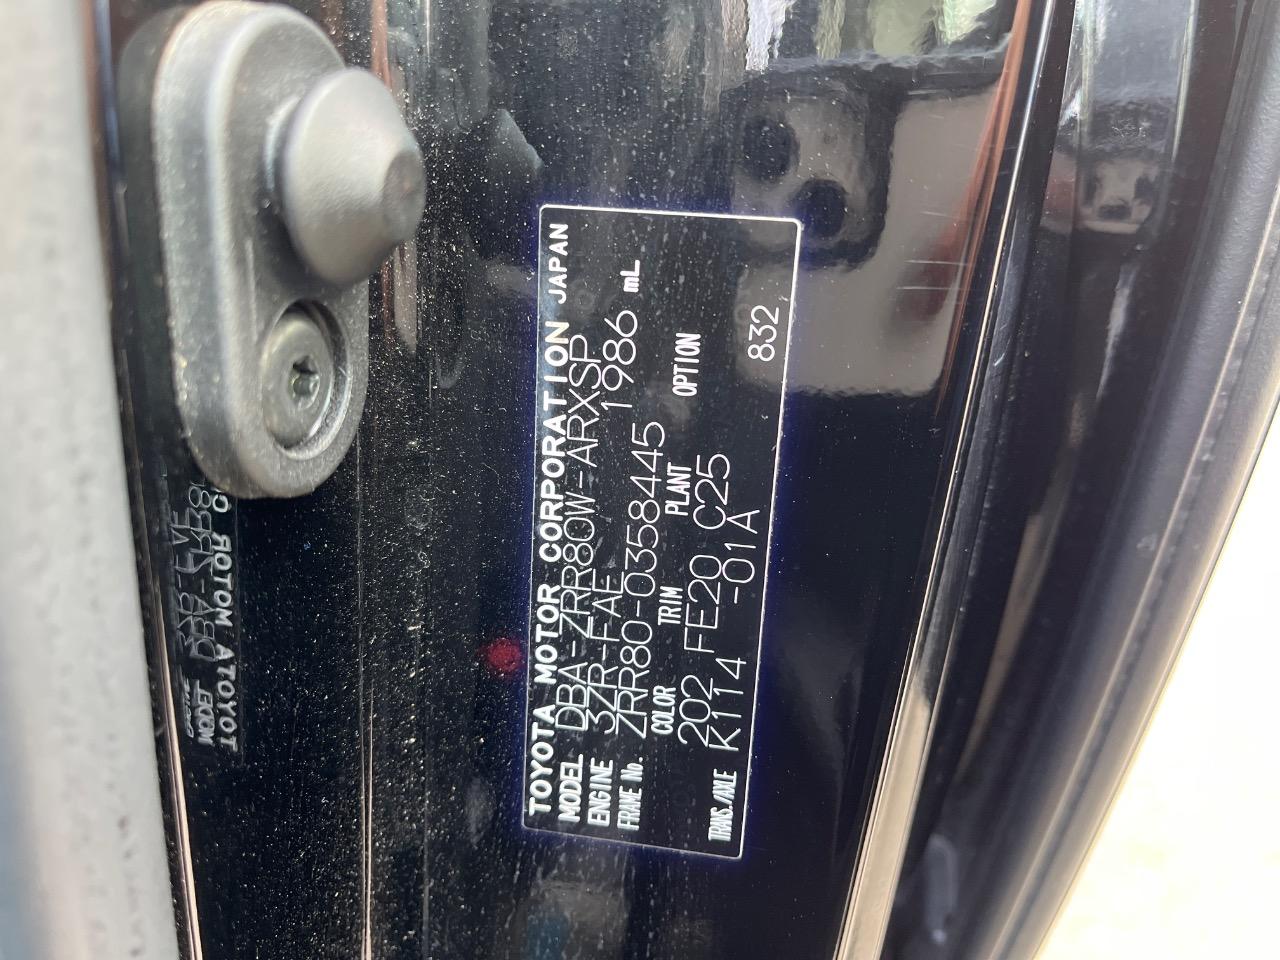 TOYOTA MOTOR CORPORATION JAPAN
MODEL DBA-ZRR80W-ARXSP
ENGINE 3ZR-FAE 1986 mL
FRAME No. ZRR80-0358445
COLOR TRIM PLANT OPTION
202 FE20 C25
TRANS./AXLE K114 -01A 832